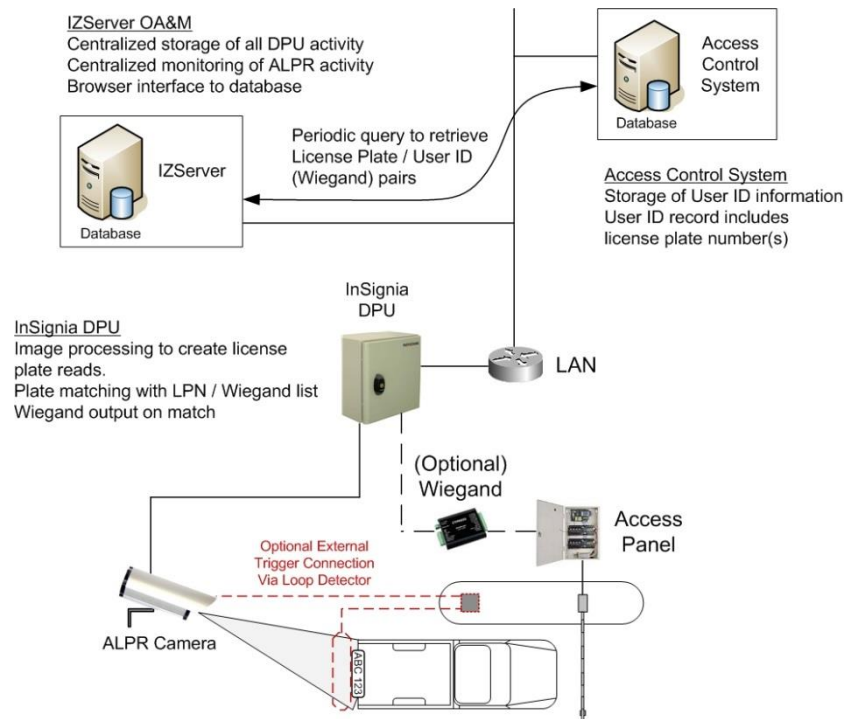 IZServer OA&M
Centralized storage of all DPU activity
Centralized monitoring of ALPR activity
Browser interface to database
Access
Control
System
Database
IZServer
Database
Periodic query to retrieve
License Plate / User ID
(Wiegand) pairs
Access Control System
Storage of User ID information
User ID record includes
license plate number(s)
InSignia
DPU
InSignia DPU
Image processing to create license
plate reads.
Plate matching with LPN / Wiegand list
Wiegand output on match
LAN
(Optional)
Wiegand
Access
Panel
Optional External
Trigger Connection
Via Loop Detector
ALPR Camera
ABC 123